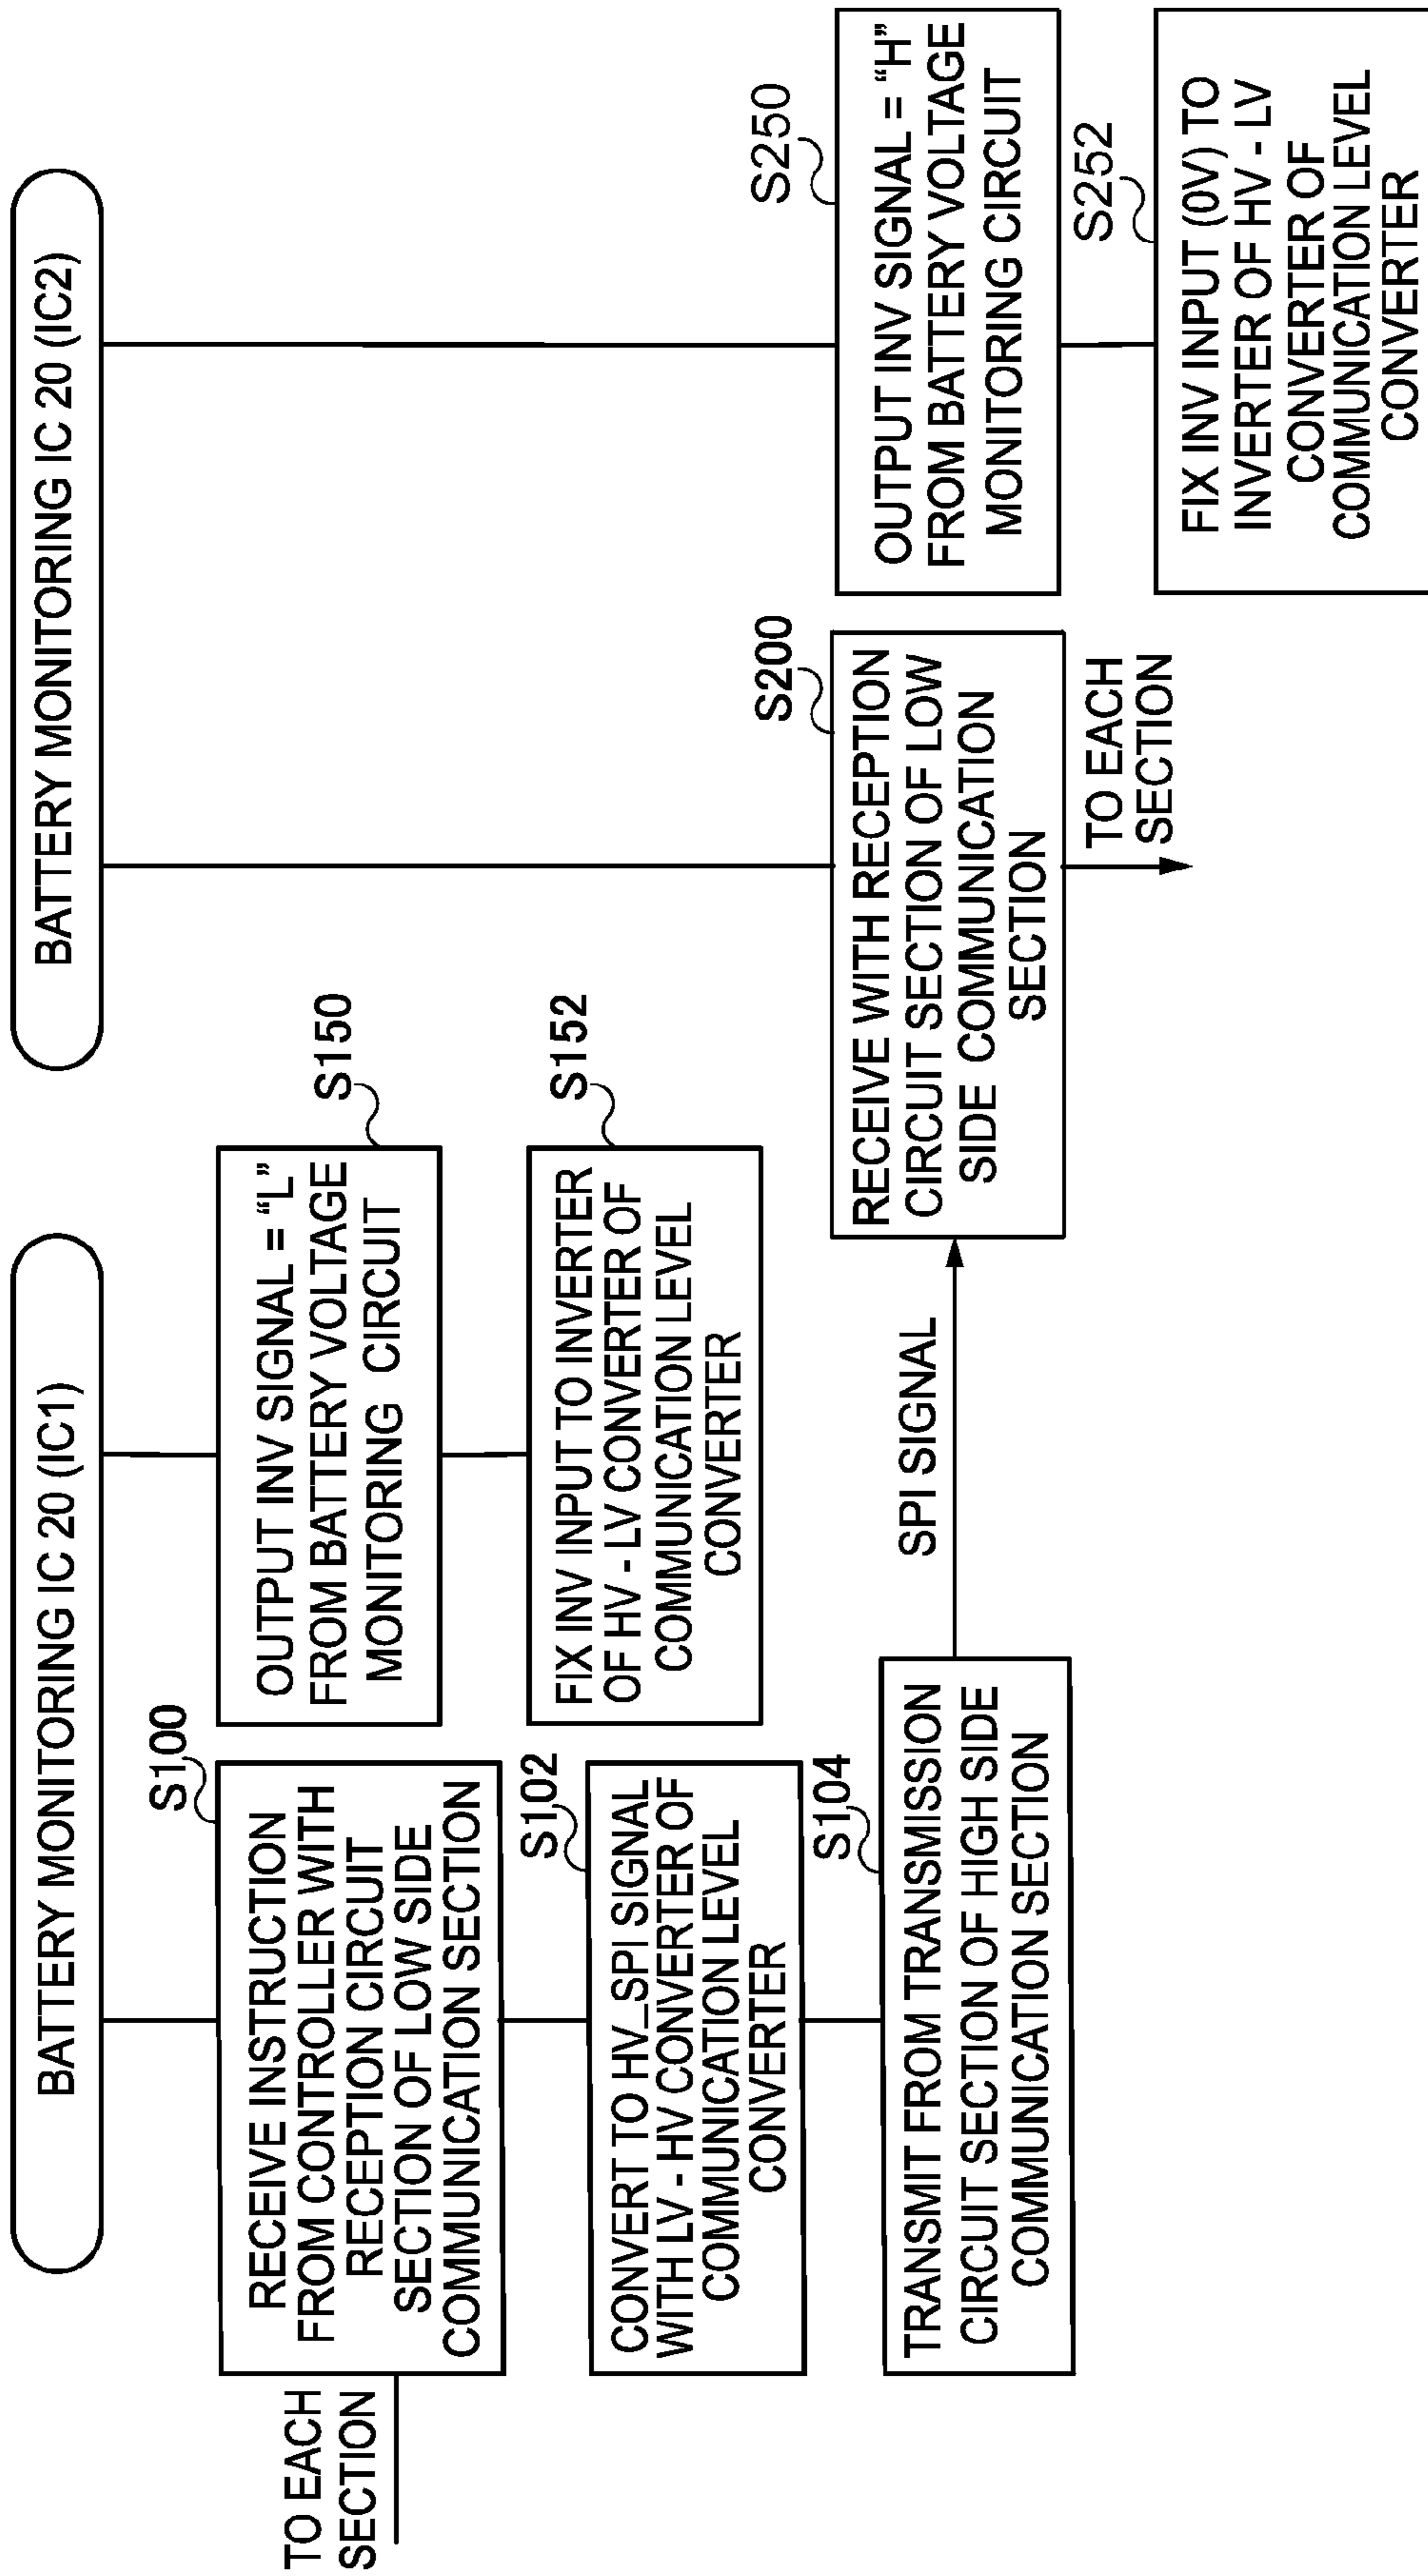 BATTERY MONITORING IC 20 (IC1)
S100
RECEIVE INSTRUCTION
FROM CONTROLLER WITH
RECEPTION CIRCUIT
SECTION OF LOW SIDE
COMMUNICATION SECTION
TO EACH
SECTION
S102
CONVERT TO HV_SPI SIGNAL
WITH LV - HV CONVERTER OF
COMMUNICATION LEVEL
CONVERTER
S104
TRANSMIT FROM TRANSMISSION
CIRCUIT SECTION OF HIGH SIDE
COMMUNICATION SECTION
S150
OUTPUT INV SIGNAL = “L”
FROM BATTERY VOLTAGE
MONITORING CIRCUIT
S152
FIX INV INPUT TO INVERTER
OF HV - LV CONVERTER OF
COMMUNICATION LEVEL
CONVERTER
SPI SIGNAL
BATTERY MONITORING IC 20 (IC2)
S200
RECEIVE WITH RECEPTION
CIRCUIT SECTION OF LOW
SIDE COMMUNICATION
SECTION
TO EACH
SECTION
S250
OUTPUT INV SIGNAL = “H”
FROM BATTERY VOLTAGE
MONITORING CIRCUIT
S252
FIX INV INPUT (0V) TO
INVERTER OF HV - LV
CONVERTER OF
COMMUNICATION LEVEL
CONVERTER